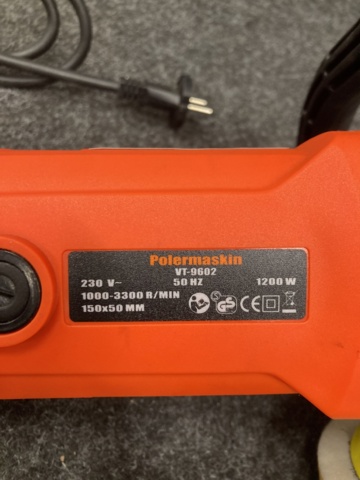 Polermaskin
VT-9602
230 V~ 50 HZ 1200 W
1000-3300 R/MIN
150x50 MM